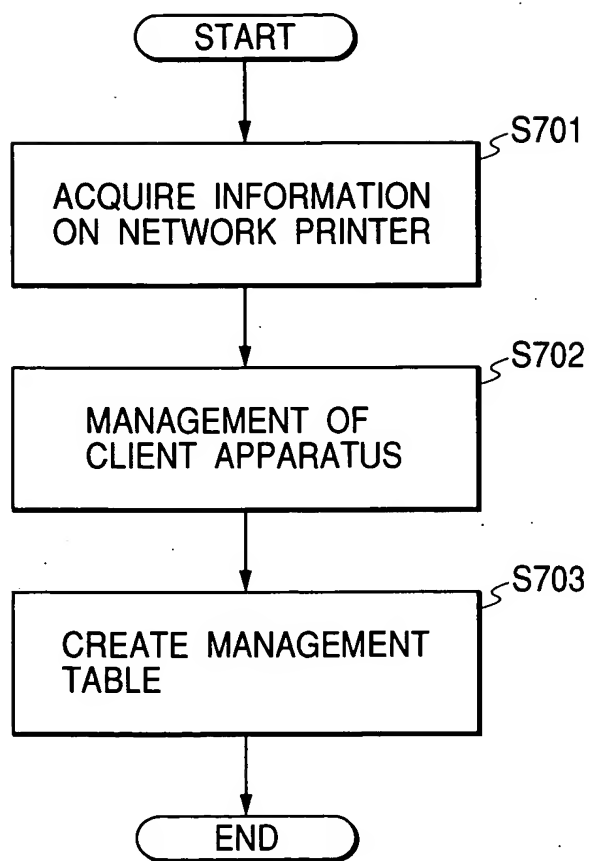 START
S701
ACQUIRE INFORMATION
ON NETWORK PRINTER
S702
MANAGEMENT OF
CLIENT APPARATUS
S703
CREATE MANAGEMENT
TABLE
END